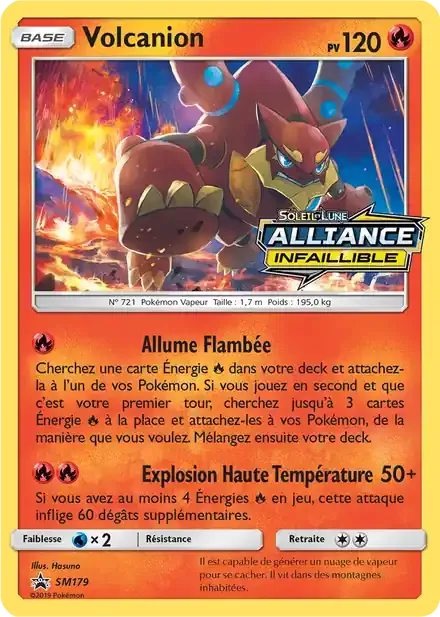 BASE Volcanion PV120
SOLEIL & LUNE
ALLIANCE
INFAILLIBLE
N° 721 Pokémon Vapeur Taille : 1,7 m Poids : 195,0 kg
Allume Flambée
Cherchez une carte Énergie dans votre deck et attachez-
la à l'un de vos Pokémon. Si vous jouez en second et que
c'est votre premier tour, cherchez jusqu'à 3 cartes
Énergie à la place et attachez-les à vos Pokémon, de
la manière que vous voulez. Mélangez ensuite votre deck.
Explosion Haute Température 50+
Si vous avez au moins 4 Énergies en jeu, cette attaque
inflige 60 dégâts supplémentaires.
Faiblesse × 2 Résistance Retraite
Illus. Hasuno
SM179
©2019 Pokémon
Il est capable de générer un nuage de vapeur
pour se cacher. Il vit dans des montagnes
inhabitées.